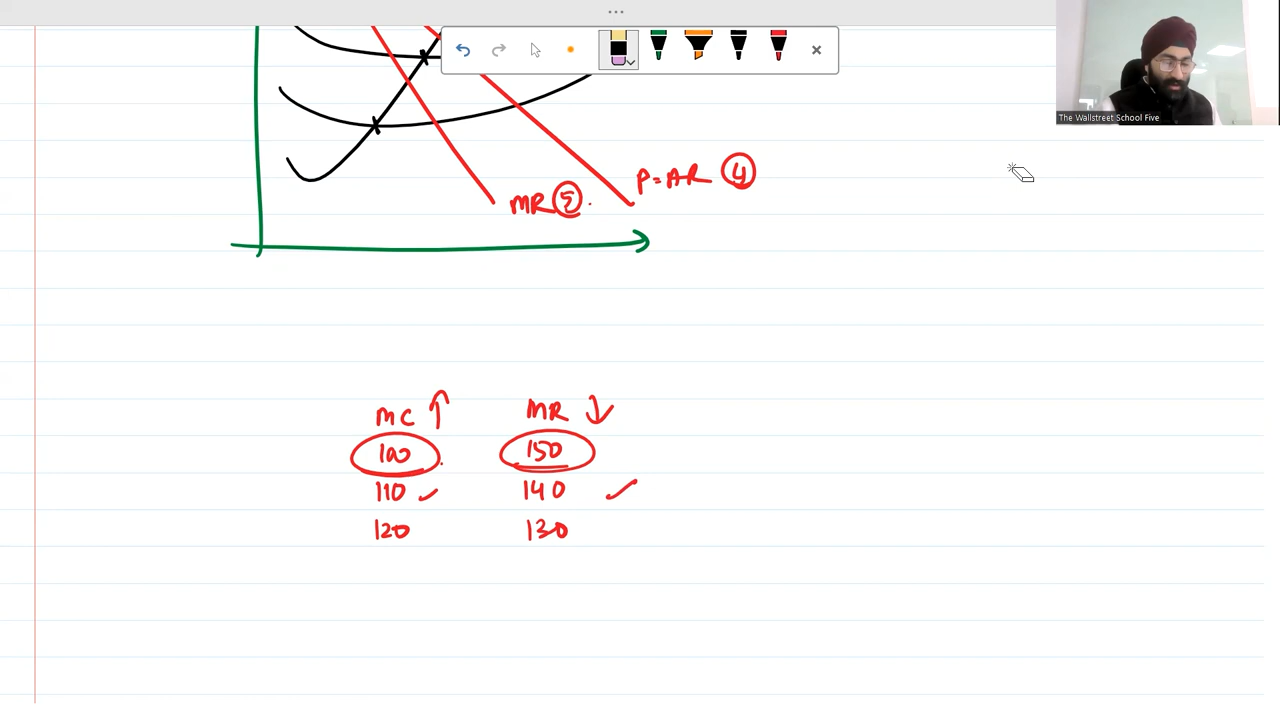 The Wallstreet School Five
P = AR 4
MR 5
MC ↑ MR ↓
100 150
110 ✓ 140 ✓
120 130